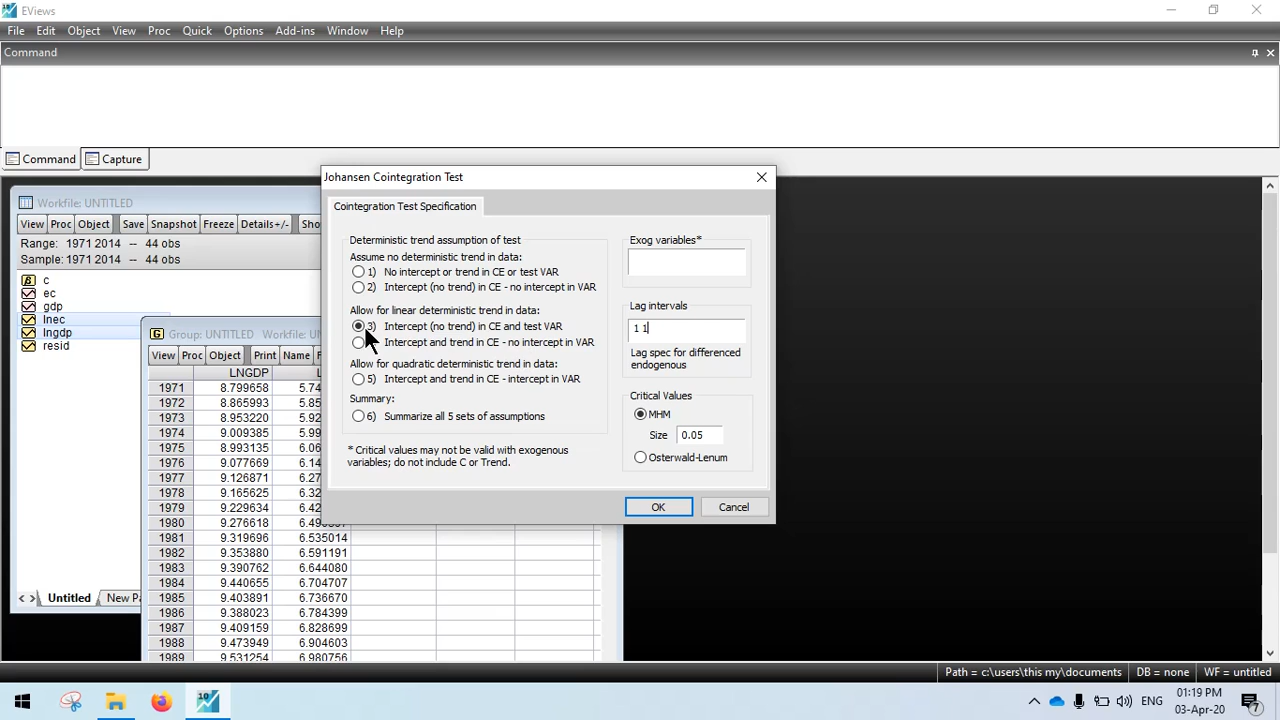 EViews
File Edit Object View Proc Quick Options Add-ins Window Help
Command
Command Capture
Workfile: UNTITLED
View Proc Object Save Snapshot Freeze Details+/-
Range: 1971 2014 -- 44 obs
Sample: 1971 2014 -- 44 obs
c
ec
gdp
lnec
lngdp
resid
Untitled
Group: UNTITLED Workfile:
View Proc Object Print Name
LNGDP
1971 8.799658
1972 8.865993
1973 8.953220
1974 9.009385
1975 8.993135
1976 9.077669
1977 9.126871
1978 9.165625
1979 9.229634
1980 9.276618
1981 9.319696 6.535014
1982 9.353880 6.591191
1983 9.390762 6.644080
1984 9.440655 6.704707
1985 9.406899 6.736670
1986 9.388023 6.784399
1987 9.409159 6.828699
1988 9.473949 6.904603
1989 9.531254 6.980756
Johansen Cointegration Test
Cointegration Test Specification
Deterministic trend assumption of test
Assume no deterministic trend in data:
1) No intercept or trend in CE or test VAR
2) Intercept (no trend) in CE - no intercept in VAR
Allow for linear deterministic trend in data:
3) Intercept (no trend) in CE and test VAR
Intercept and trend in CE - no intercept in VAR
Allow for quadratic deterministic trend in data:
5) Intercept and trend in CE - intercept in VAR
Summary:
6) Summarize all 5 sets of assumptions
* Critical values may not be valid with exogenous
variables; do not include C or Trend.
Exog variables*
Lag intervals
1 1
Lag spec for differenced
endogenous
Critical Values
MHM
Size 0.05
Osterwald-Lenum
OK Cancel
Path = c:\users\this my\documents DB = none WF = untitled
10
ENG
01:19 PM
03-Apr-20
7